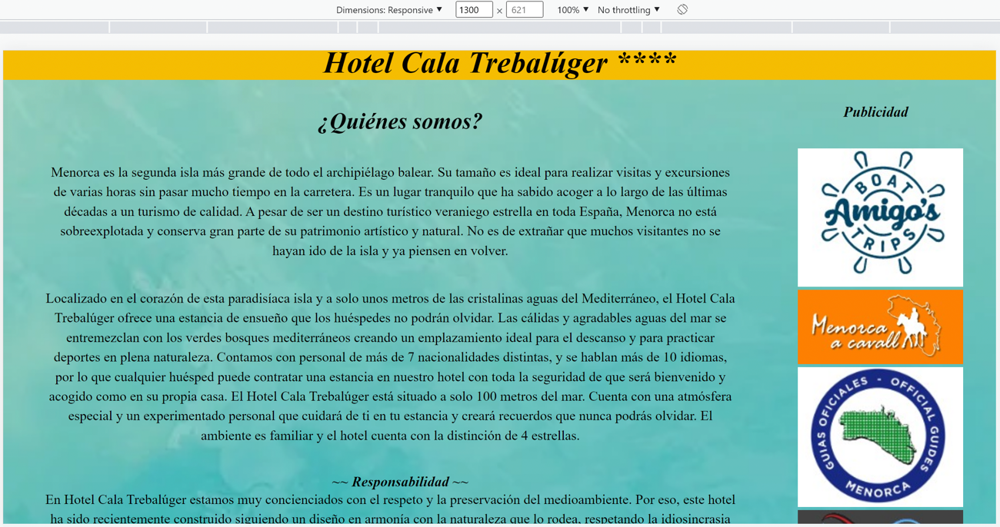 Dimensions: Responsive ▼ 1300 × 621 100% ▼ No throttling ▼
Hotel Cala Trebalúger ****
¿Quiénes somos?
Menorca es la segunda isla más grande de todo el archipiélago balear. Su tamaño es ideal para realizar visitas y excursiones
de varias horas sin pasar mucho tiempo en la carretera. Es un lugar tranquilo que ha sabido acoger a lo largo de las últimas
décadas a un turismo de calidad. A pesar de ser un destino turístico veraniego estrella en toda España, Menorca no está
sobreexplotada y conserva gran parte de su patrimonio artístico y natural. No es de extrañar que muchos visitantes no se
hayan ido de la isla y ya piensen en volver.
Localizado en el corazón de esta paradisíaca isla y a solo unos metros de las cristalinas aguas del Mediterráneo, el Hotel Cala
Trebalúger ofrece una estancia de ensueño que los huéspedes no podrán olvidar. Las cálidas y agradables aguas del mar se
entremezclan con los verdes bosques mediterráneos creando un emplazamiento ideal para el descanso y para practicar
deportes en plena naturaleza. Contamos con personal de más de 7 nacionalidades distintas, y se hablan más de 10 idiomas,
por lo que cualquier huésped puede contratar una estancia en nuestro hotel con toda la seguridad de que será bienvenido y
acogido como en su propia casa. El Hotel Cala Trebalúger está situado a solo 100 metros del mar. Cuenta con una atmósfera
especial y un experimentado personal que cuidará de ti en tu estancia y creará recuerdos que nunca podrás olvidar. El
ambiente es familiar y el hotel cuenta con la distinción de 4 estrellas.
~~ Responsabilidad ~~
En Hotel Cala Trebalúger estamos muy concienciados con el respeto y la preservación del medioambiente. Por eso, este hotel
ha sido recientemente construido siguiendo un diseño en armonía con la naturaleza que lo rodea, respetando la idiosincrasia
Publicidad
BOAT
Amigo's
TRIPS
Menorca
a cavall
GUIAS OFICIALES - OFFICIAL GUIDES
MENORCA